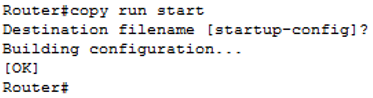 Router#copy run start
Destination filename [startup-config]?
Building configuration...
[OK]
Router#